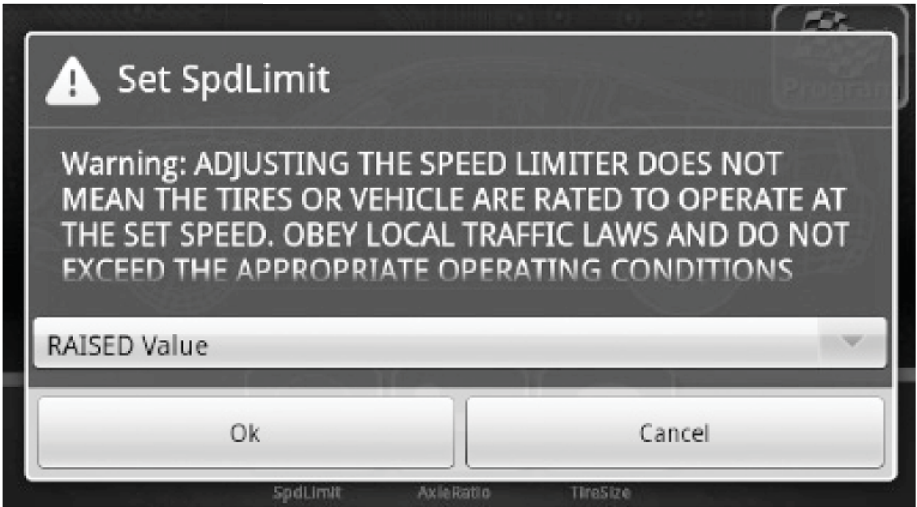 Program
Set SpdLimit
Warning: ADJUSTING THE SPEED LIMITER DOES NOT
MEAN THE TIRES OR VEHICLE ARE RATED TO OPERATE AT
THE SET SPEED. OBEY LOCAL TRAFFIC LAWS AND DO NOT
EXCEED THE APPROPRIATE OPERATING CONDITIONS
RAISED Value
Ok
Cancel
SpdLimit AxleRatio TireSize